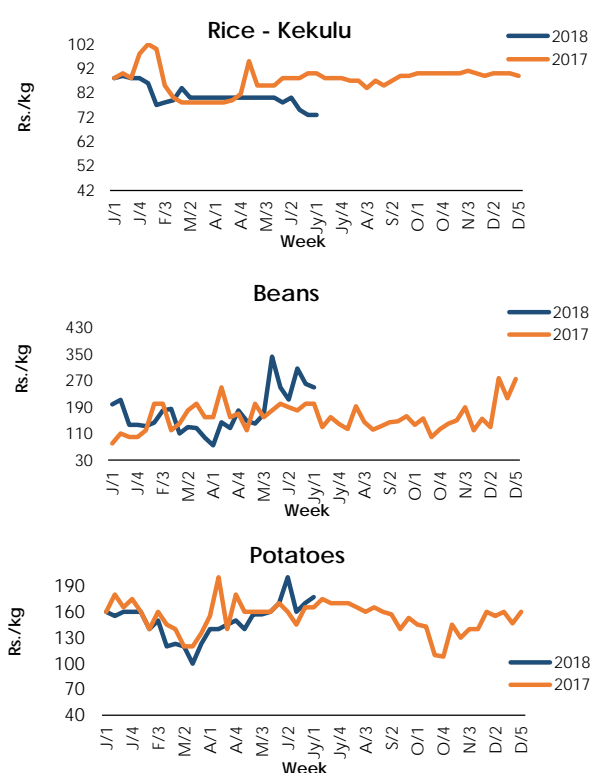 Rice - Kekulu
2018
2017
Rs./kg
102
92
82
72
62
52
42
J/1 J/4 F/3 M/2 A/1 A/4 M/3 J/2 Jy/1 Jy/4 A/3 S/2 O/1 O/4 N/3 D/2 D/5
Week
Beans
2018
2017
Rs./kg
430
350
270
190
110
30
J/1 J/4 F/3 M/2 A/1 A/4 M/3 J/2 Jy/1 Jy/4 A/3 S/2 O/1 O/4 N/3 D/2 D/5
Week
Potatoes
Rs./kg
190
160
130
100
70
40
2018
2017
J/1 J/4 F/3 M/2 A/1 A/4 M/3 J/2 Jy/1 Jy/4 A/3 S/2 O/1 O/4 N/3 D/2 D/5
Week